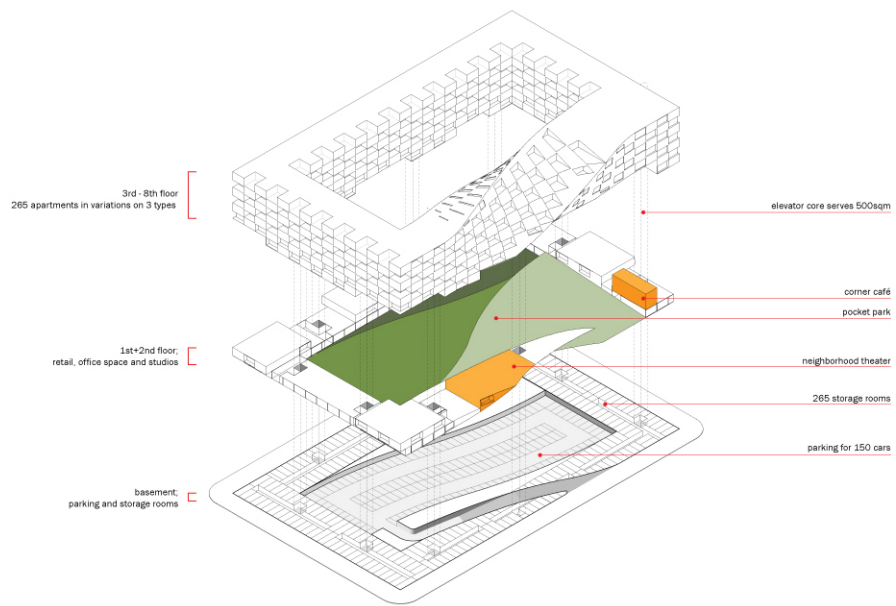 3rd - 8th floor
265 apartments in variations on 3 types
elevator core serves 500sqm
corner café
pocket park
1st+2nd floor;
retail, office space and studios
neighborhood theater
265 storage rooms
parking for 150 cars
basement;
parking and storage rooms